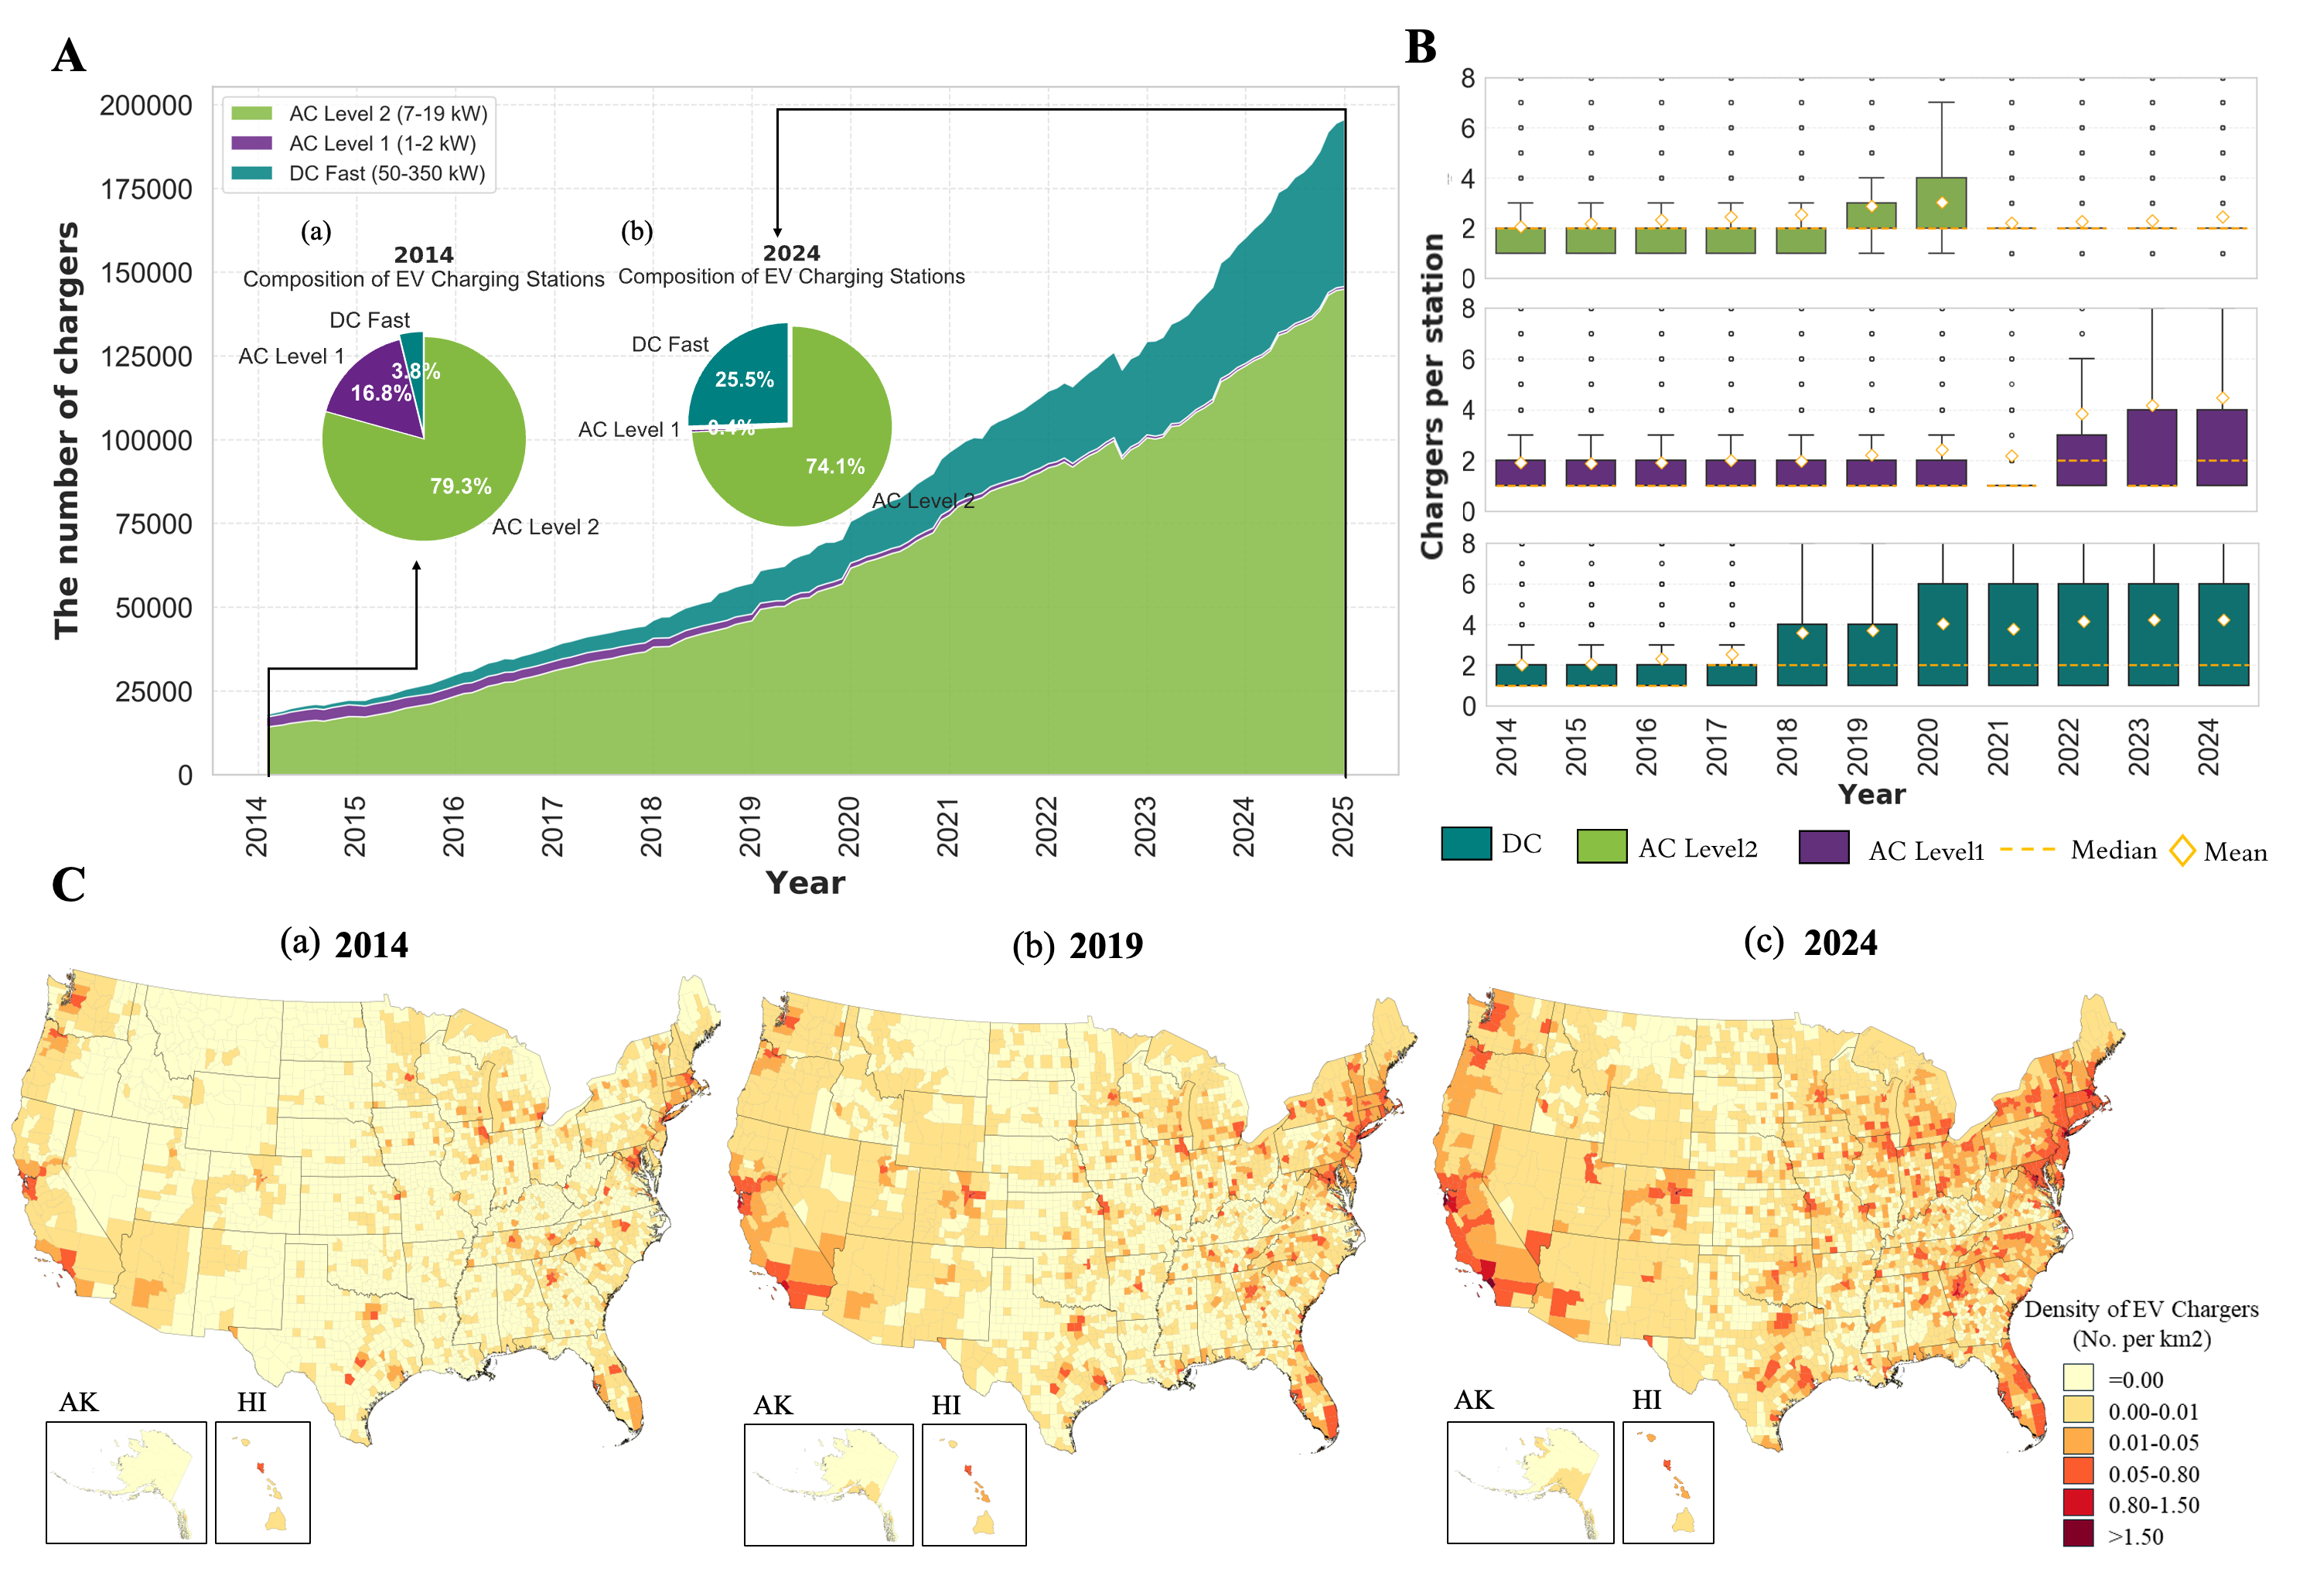 A
The number of chargers
200000
175000
150000
125000
100000
75000
50000
25000
0
AC Level 2 (7-19 kW)
AC Level 1 (1-2 kW)
DC Fast (50-350 kW)
(a)
2014
Composition of EV Charging Stations
DC Fast
AC Level 1
3.8%
16.8%
79.3%
AC Level 2
(b)
2024
Composition of EV Charging Stations
DC Fast
25.5%
AC Level 1
0.4%
74.1%
AC Level 2
2014
2015
2016
2017
2018
2019
2020
2021
2022
2023
2024
2025
Year
B
Chargers per station
8
6
4
2
0
8
6
4
2
0
8
6
4
2
0
2014
2015
2016
2017
2018
2019
2020
2021
2022
2023
2024
Year
DC
AC Level2
AC Level1
Median
Mean
C
(a) 2014
AK
HI
(b) 2019
AK
HI
(c) 2024
AK
HI
Density of EV Chargers
(No. per km2)
=0.00
0.00-0.01
0.01-0.05
0.05-0.80
0.80-1.50
>1.50